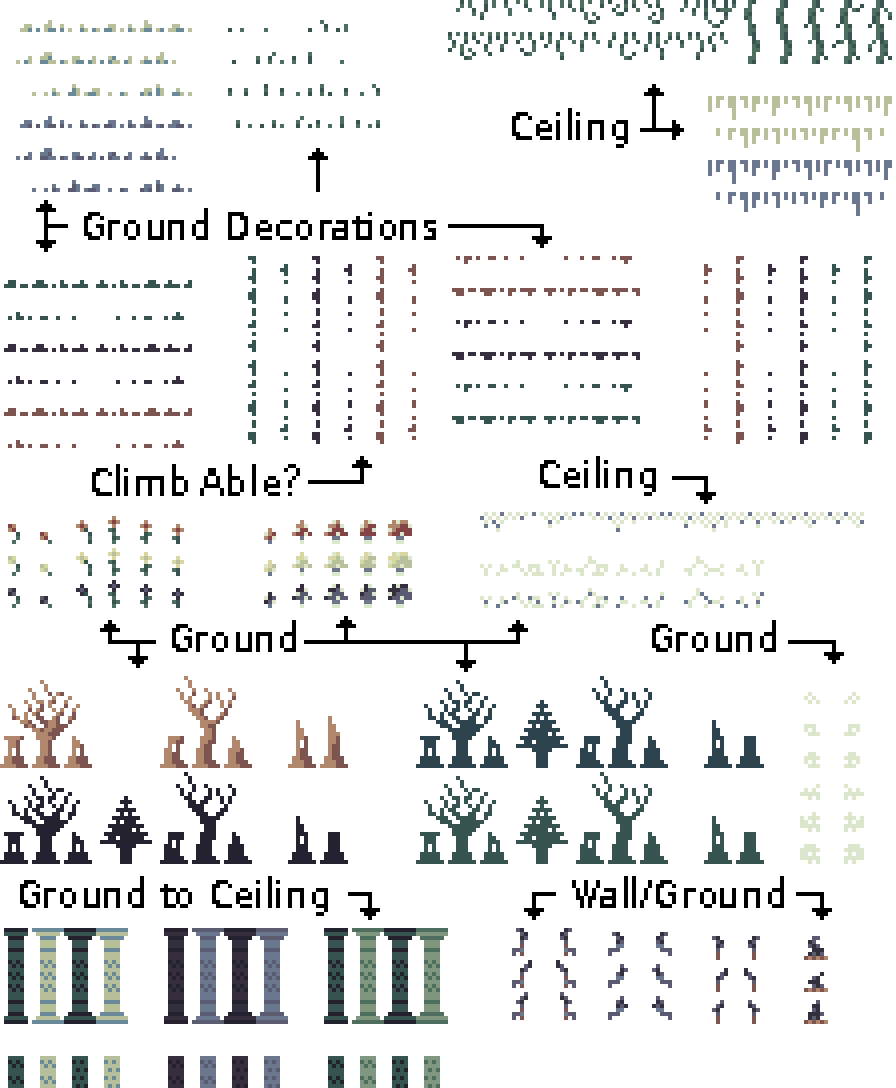 Ceiling
Ground Decorations
Climb Able?
Ceiling
Ground
Ground
Ground to Ceiling
Wall/Ground